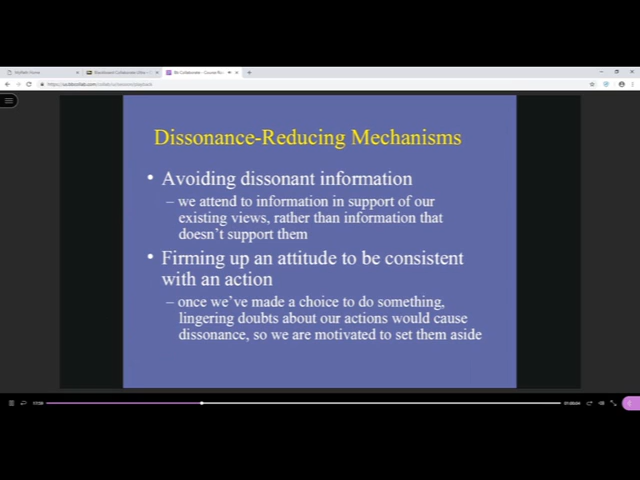 Dissonance-Reducing Mechanisms
• Avoiding dissonant information
– we attend to information in support of our
existing views, rather than information that
doesn't support them
• Firming up an attitude to be consistent
with an action
– once we've made a choice to do something,
lingering doubts about our actions would cause
dissonance, so we are motivated to set them aside